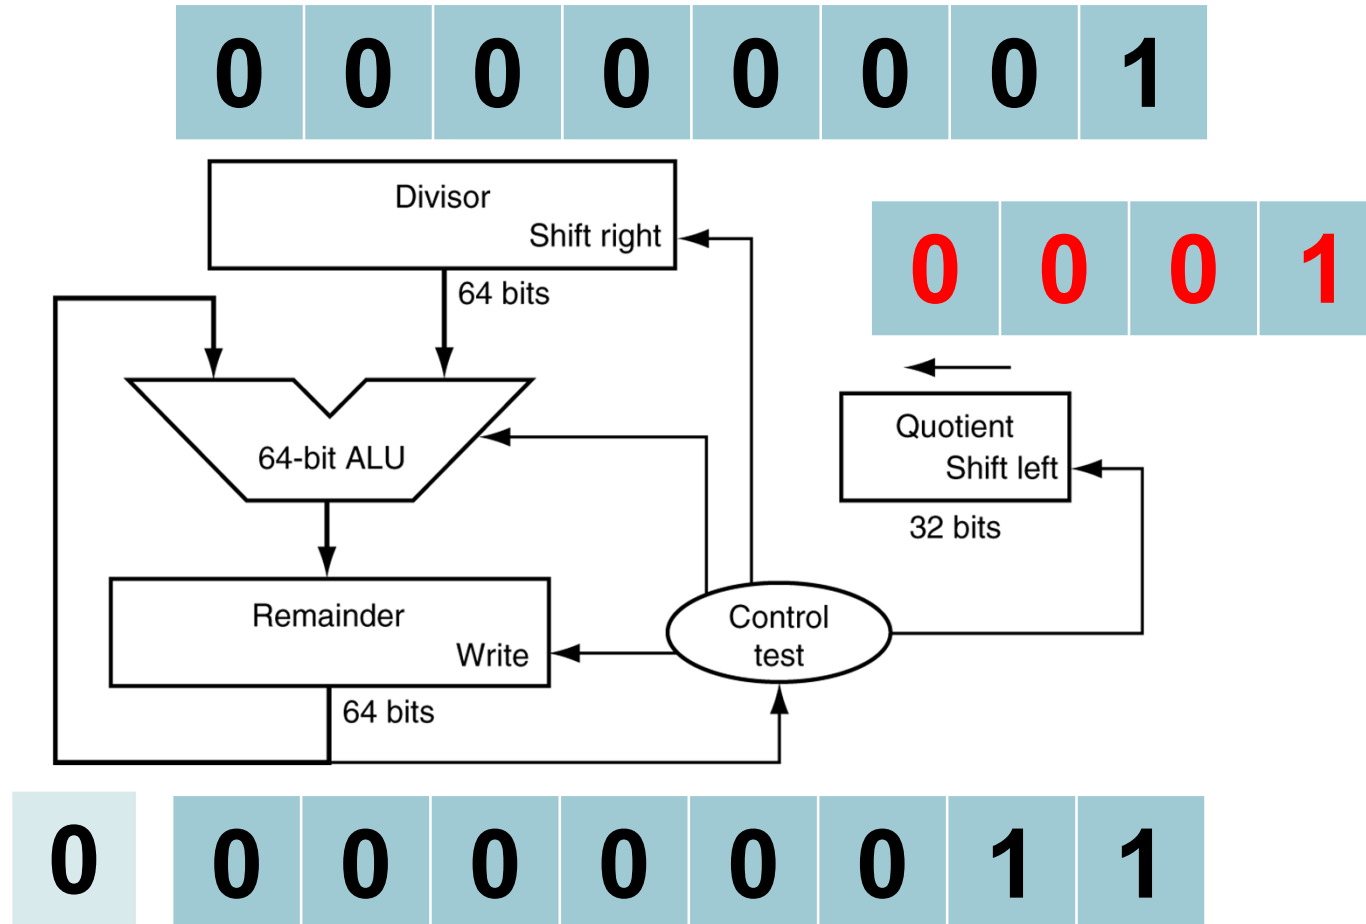 0 0 0 0 0 0 0 1
Divisor
Shift right
64 bits
0 0 0 1
64-bit ALU
Quotient
Shift left
32 bits
Remainder
Write
Control
test
64 bits
0 0 0 0 0 0 0 1 1